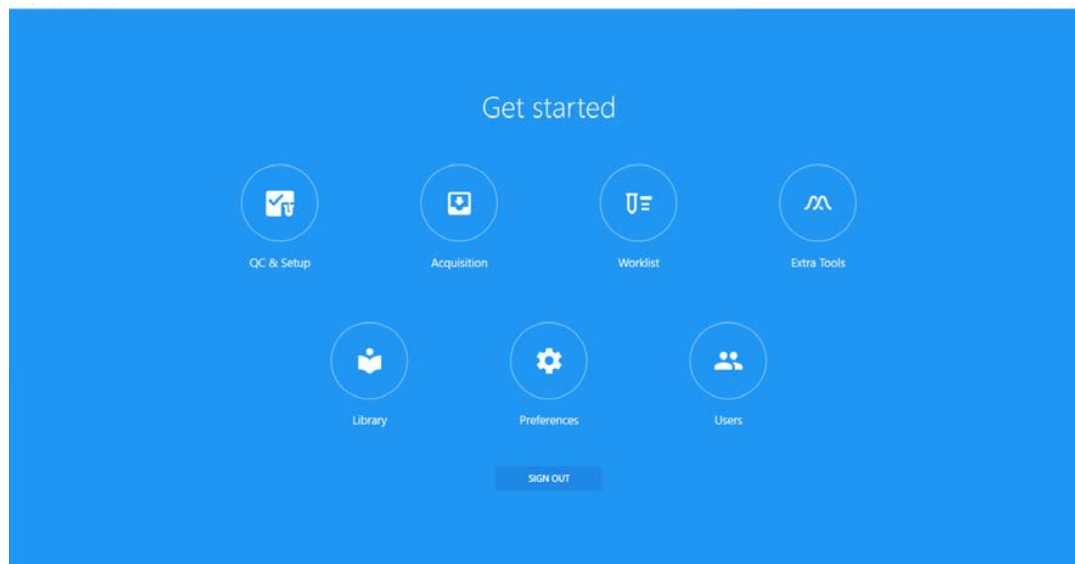 Get started
QC & Setup
Acquisition
Worklist
Extra Tools
Library
Preferences
Users
SIGN OUT